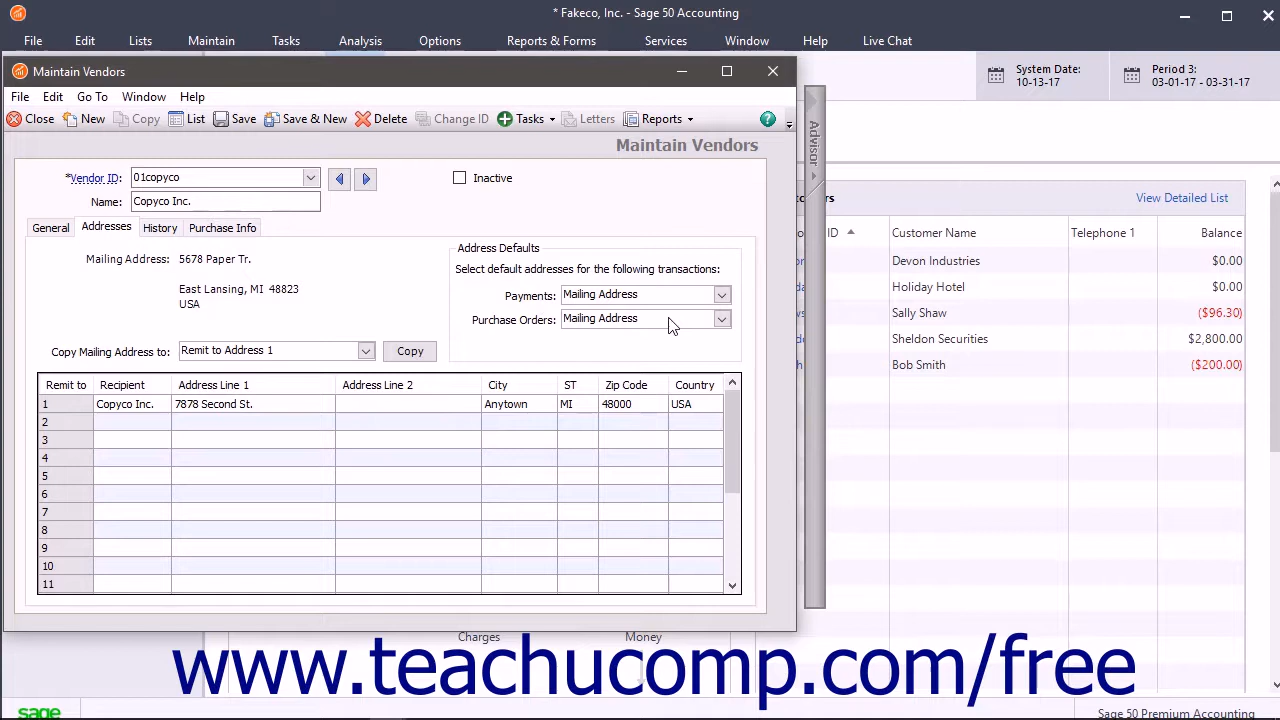 * Fakeco, Inc. - Sage 50 Accounting
File Edit Lists Maintain Tasks Analysis Options Reports & Forms Services Window Help Live Chat
System Date:
10-13-17
Period 3:
03-01-17 - 03-31-17
Maintain Vendors
File Edit Go To Window Help
Close New Copy List Save Save & New Delete Change ID Tasks Letters Reports
Maintain Vendors
*Vendor ID: 01copyco
Inactive
Name: Copyco Inc.
General Addresses History Purchase Info
Mailing Address: 5678 Paper Tr.
East Lansing, MI 48823
USA
Address Defaults
Select default addresses for the following transactions:
Payments: Mailing Address
Purchase Orders: Mailing Address
Copy Mailing Address to: Remit to Address 1 Copy
Remit to Recipient Address Line 1 Address Line 2 City ST Zip Code Country
1 Copyco Inc. 7878 Second St. Anytown MI 48000 USA
2
3
4
5
6
7
8
9
10
11
Advisor
View Detailed List
ID Customer Name Telephone 1 Balance
Devon Industries $0.00
Holiday Hotel $0.00
Sally Shaw ($96.30)
Sheldon Securities $2,800.00
Bob Smith ($200.00)
Charges Money
www.teachucomp.com/free
sage
Sage 50 Premium Accounting